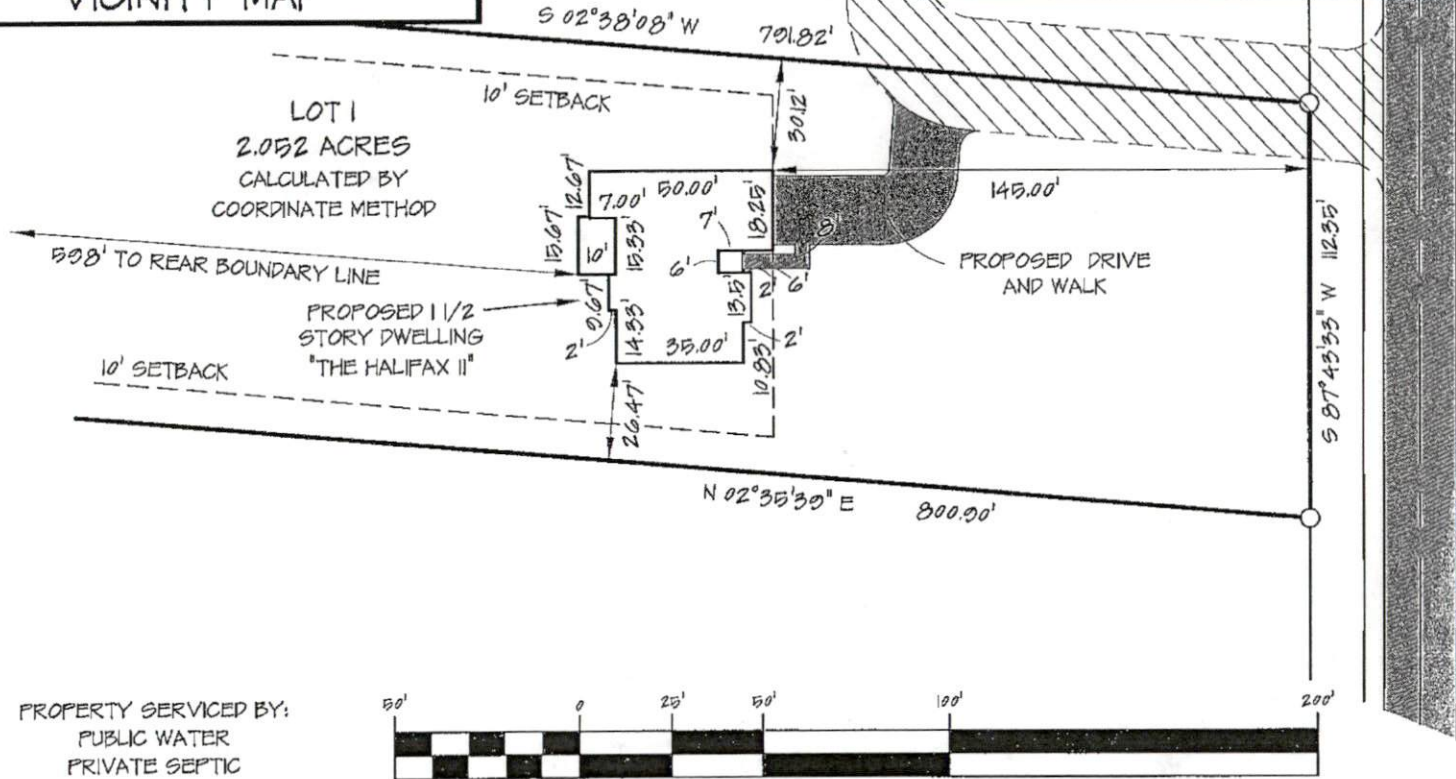 VICINITY MAP
S 02°38'08" W 791.82'
10' SETBACK
30.12'
LOT 1
2.052 ACRES
CALCULATED BY
COORDINATE METHOD
12.67'
7.00'
50.00'
18.25'
145.00'
15.67'
10'
15.33'
7'
8'
6'
2'
6'
598' TO REAR BOUNDARY LINE
PROPOSED DRIVE
AND WALK
S 87°43'33" W 112.35'
PROPOSED 1 1/2
STORY DWELLING
"THE HALIFAX II"
9.67'
2'
14.33'
35.00'
13.5'
2'
10.83'
10' SETBACK
26.47'
N 02°35'39" E 800.90'
PROPERTY SERVICED BY:
PUBLIC WATER
PRIVATE SEPTIC
50' 0 25' 50' 100' 200'